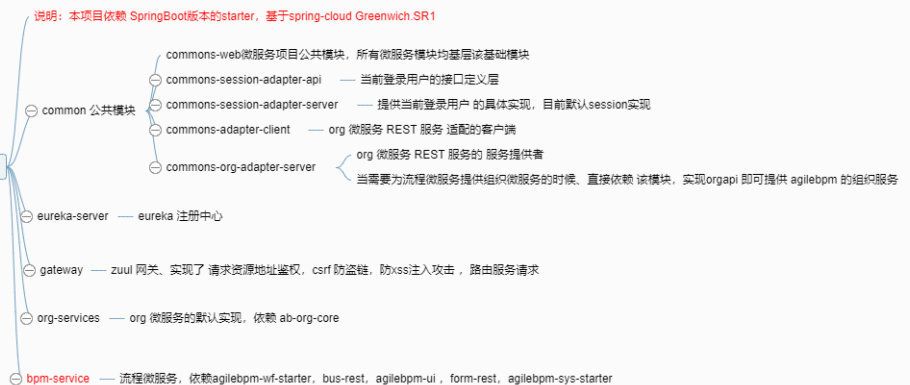 说明：本项目依赖 SpringBoot版本的starter，基于spring-cloud Greenwich.SR1
common 公共模块
commons-web微服务项目公共模块，所有微服务模块均基层该基础模块
commons-session-adapter-api
当前登录用户的接口定义层
commons-session-adapter-server
提供当前登录用户 的具体实现，目前默认session实现
commons-adapter-client
org 微服务 REST 服务 适配的客户端
commons-org-adapter-server
org 微服务 REST 服务的 服务提供者
当需要为流程微服务提供组织微服务的时候、直接依赖 该模块，实现orgapi 即可提供 agilebpm 的组织服务
eureka-server
eureka 注册中心
gateway
zuul 网关、实现了 请求资源地址鉴权，csrf 防盗链，防xss注入攻击 ，路由服务请求
org-services
org 微服务的默认实现，依赖 ab-org-core
bpm-service
流程微服务，依赖agilebpm-wf-starter，bus-rest，agilebpm-ui ，form-rest，agilebpm-sys-starter